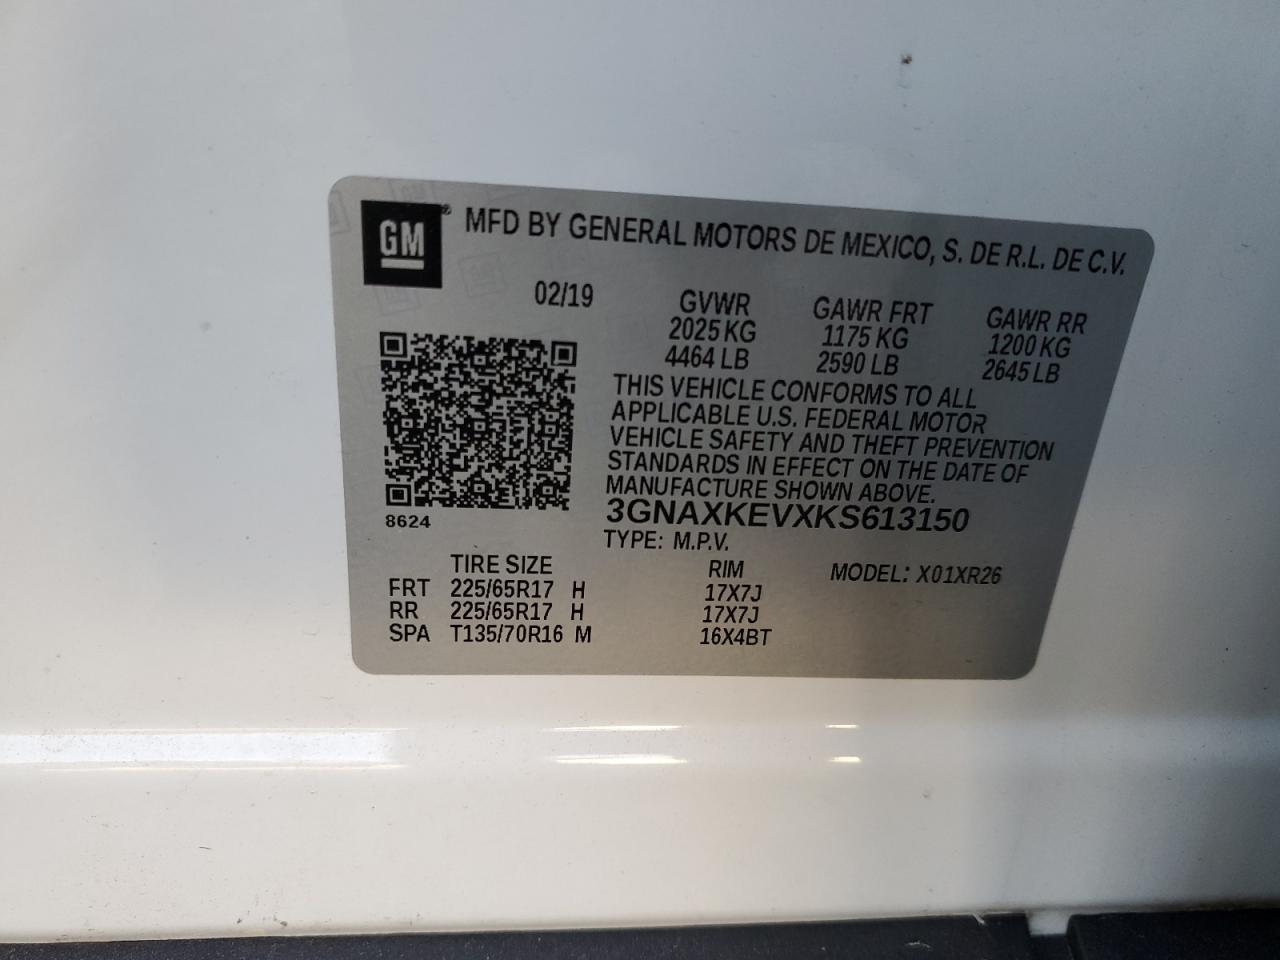 GM® MFD BY GENERAL MOTORS DE MEXICO, S. DE R.L. DE C.V.
02/19 GVWR GAWR FRT GAWR RR
2025 KG 1175 KG 1200 KG
4464 LB 2590 LB 2645 LB
THIS VEHICLE CONFORMS TO ALL
APPLICABLE U.S. FEDERAL MOTOR
VEHICLE SAFETY AND THEFT PREVENTION
STANDARDS IN EFFECT ON THE DATE OF
MANUFACTURE SHOWN ABOVE.
8624 3GNAXKEVXKS613150
TYPE: M.P.V.
TIRE SIZE RIM MODEL: X01XR26
FRT 225/65R17 H 17X7J
RR 225/65R17 H 17X7J
SPA T135/70R16 M 16X4BT